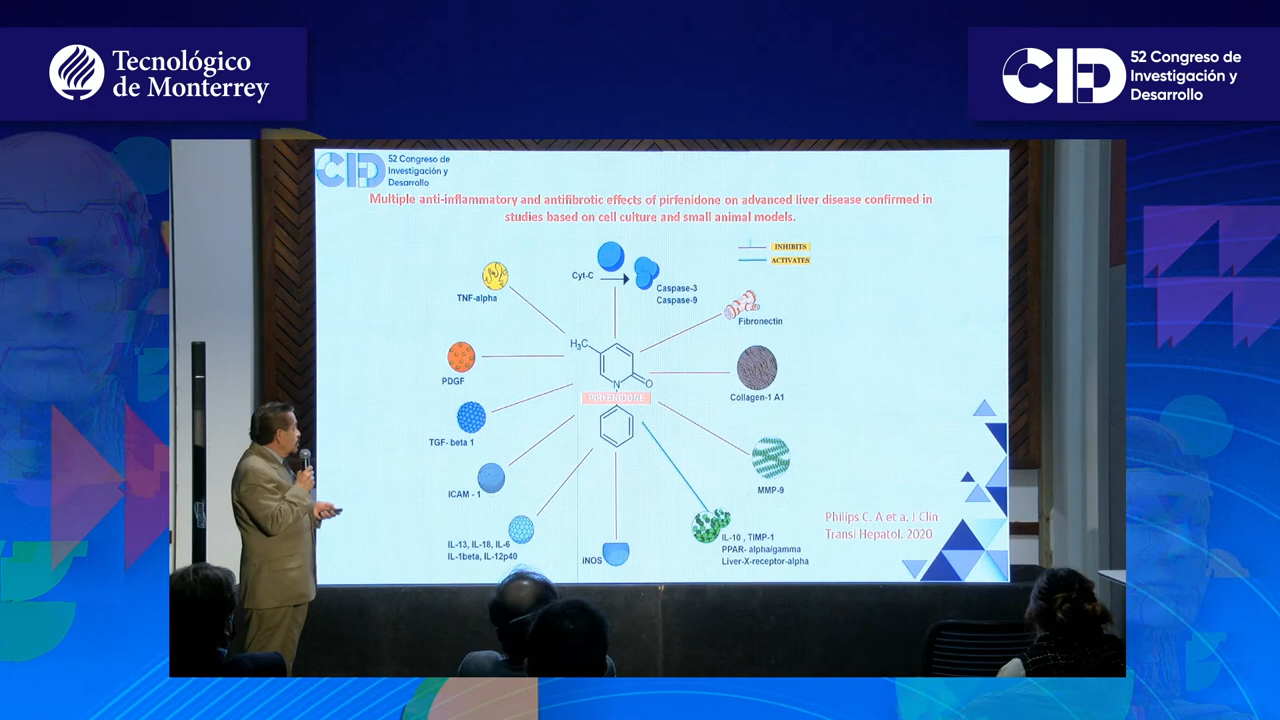 Tecnológico
de Monterrey
CID
52 Congreso de
Investigación y
Desarrollo
CID
52 Congreso de
Investigación y
Desarrollo
Multiple anti-inflammatory and antifibrotic effects of pirfenidone on advanced liver disease confirmed in
studies based on cell culture and small animal models.
INHIBITS
ACTIVATES
Cyt-C
Caspase-3
Caspase-9
TNF-alpha
Fibronectin
H₃C
N
O
PDGF
PIRFENIDONE
Collagen-1 A1
TGF- beta 1
ICAM - 1
MMP-9
IL-13, IL-18, IL-6
IL-1beta, IL-12p40
iNOS
IL-10 , TIMP-1
PPAR- alpha/gamma
Liver-X-receptor-alpha
Philips C. A et a. J Clin
Transl Hepatol. 2020